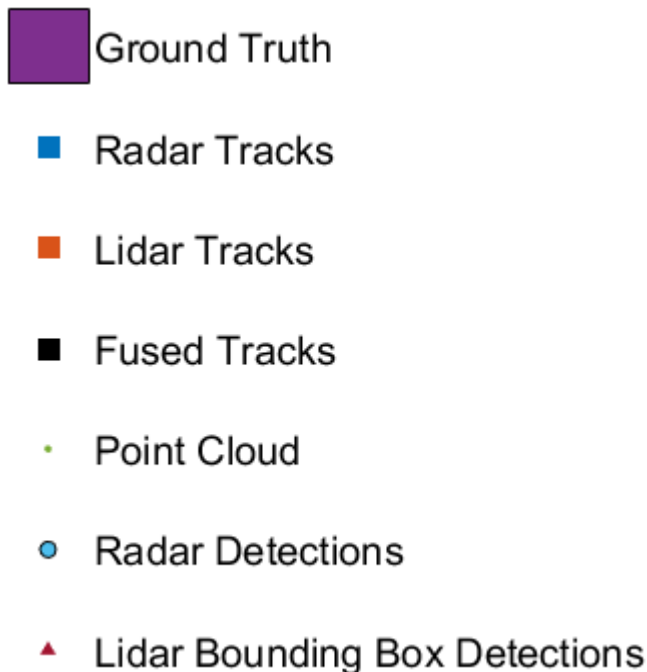 Ground Truth
Radar Tracks
Lidar Tracks
Fused Tracks
Point Cloud
Radar Detections
Lidar Bounding Box Detections